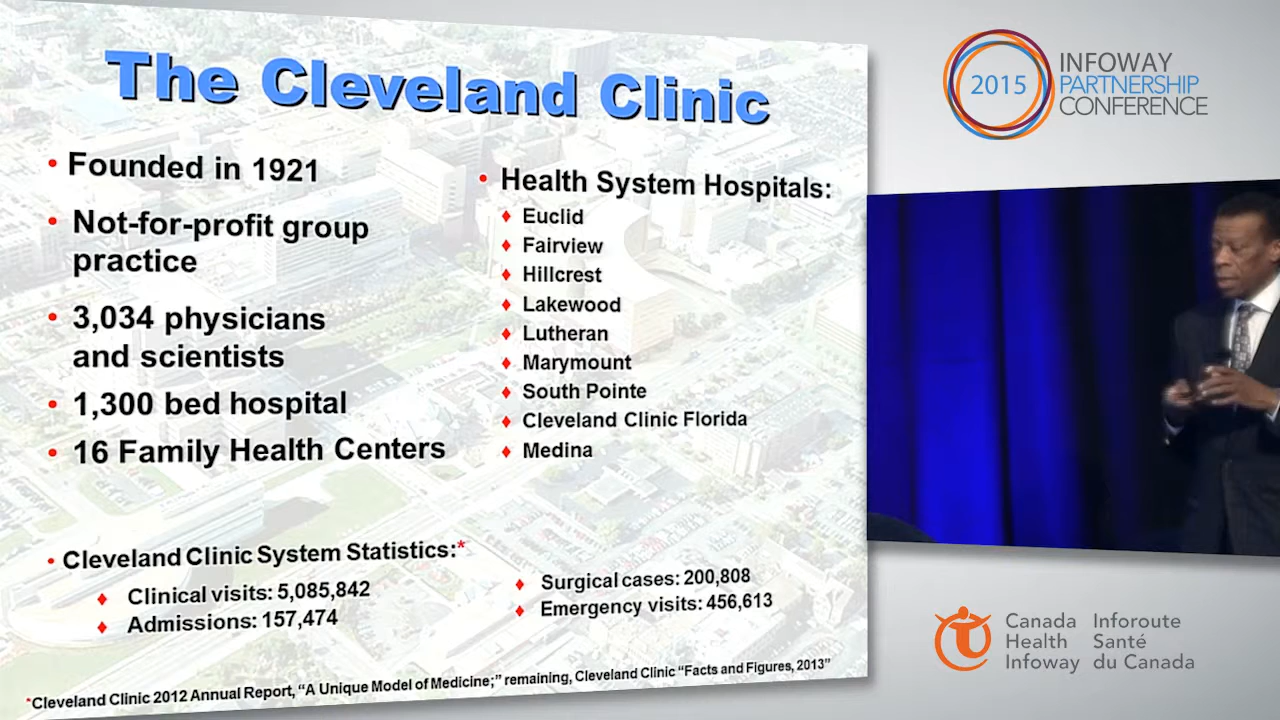 The Cleveland Clinic
• Founded in 1921
• Not-for-profit group
practice
• 3,034 physicians
and scientists
• 1,300 bed hospital
• 16 Family Health Centers
• Health System Hospitals:
♦ Euclid
♦ Fairview
♦ Hillcrest
♦ Lakewood
♦ Lutheran
♦ Marymount
♦ South Pointe
♦ Cleveland Clinic Florida
♦ Medina
• Cleveland Clinic System Statistics:*
♦ Clinical visits: 5,085,842
♦ Admissions: 157,474
♦ Surgical cases: 200,808
♦ Emergency visits: 456,613
*Cleveland Clinic 2012 Annual Report, “A Unique Model of Medicine;” remaining, Cleveland Clinic “Facts and Figures, 2013”
2015
INFOWAY
PARTNERSHIP
CONFERENCE
Canada
Health
Infoway
Inforoute
Santé
du Canada